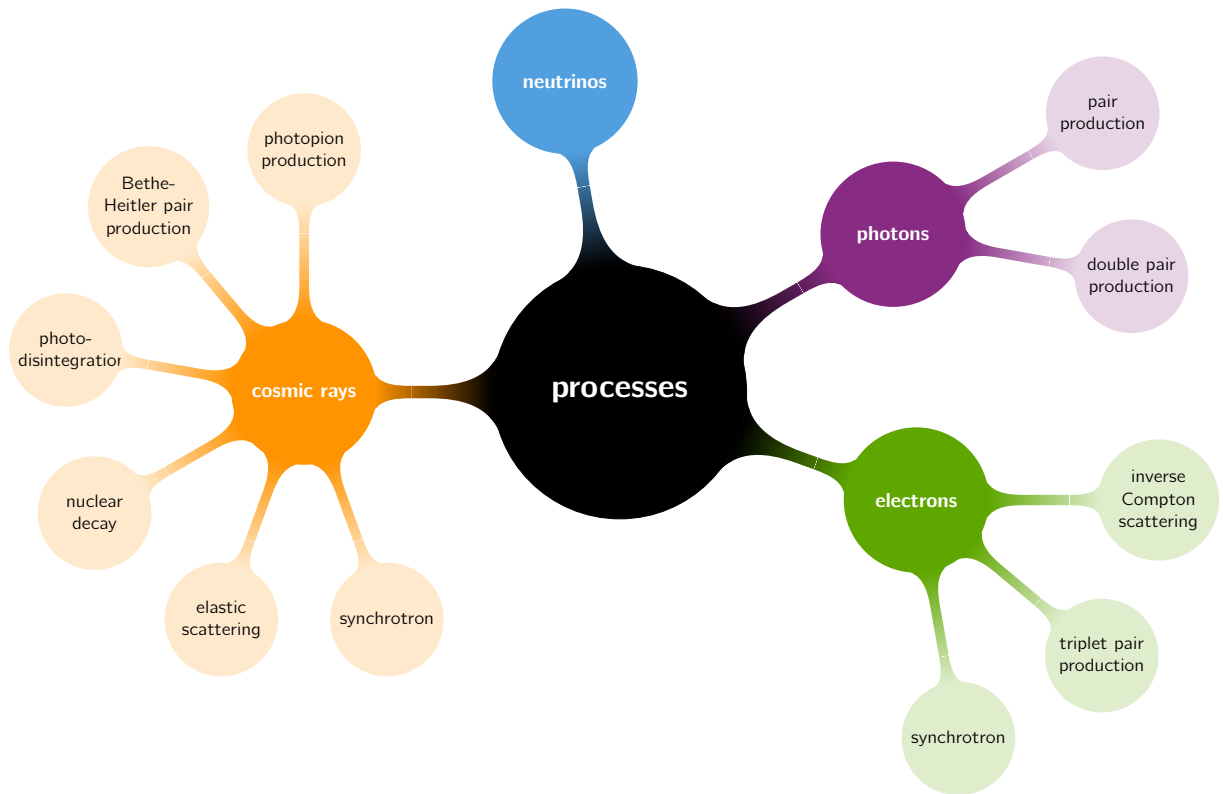 neutrinos
pair
production
photopion
production
Bethe-
Heitler pair
production
photons
double pair
production
photo-
disintegration
cosmic rays
processes
inverse
Compton
scattering
electrons
nuclear
decay
elastic
scattering
synchrotron
triplet pair
production
synchrotron